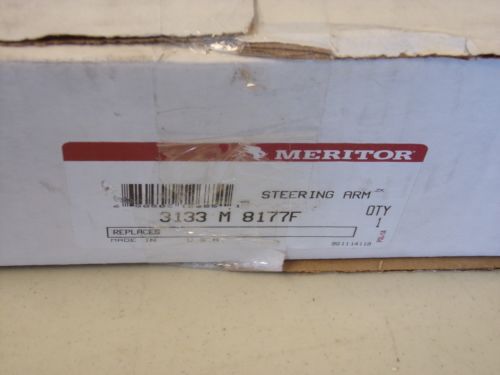 MERITOR
STEERING ARM
3133 M 8177F
QTY
1
REPLACES
MADE IN U.S.A.